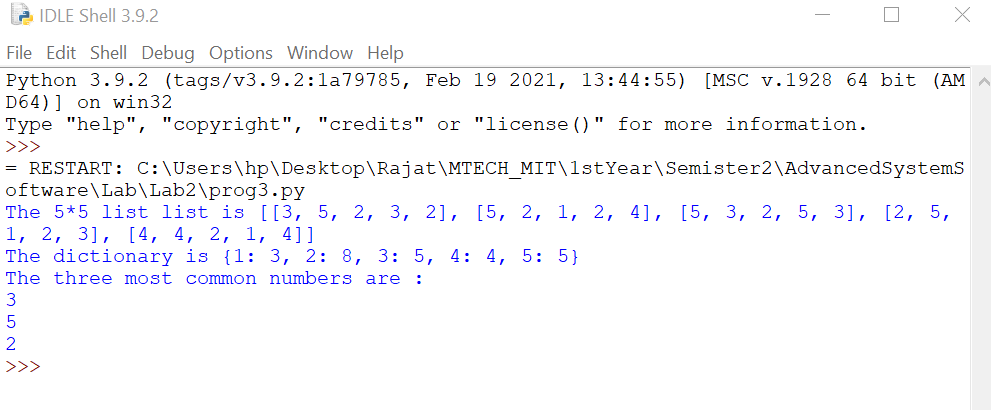 IDLE Shell 3.9.2
File Edit Shell Debug Options Window Help
Python 3.9.2 (tags/v3.9.2:1a79785, Feb 19 2021, 13:44:55) [MSC v.1928 64 bit (AM
D64)] on win32
Type "help", "copyright", "credits" or "license()" for more information.
>>>
= RESTART: C:\Users\hp\Desktop\Rajat\MTECH_MIT\1stYear\Semister2\AdvancedSystemS
oftware\Lab\Lab2\prog3.py
The 5*5 list list is [[3, 5, 2, 3, 2], [5, 2, 1, 2, 4], [5, 3, 2, 5, 3], [2, 5,
1, 2, 3], [4, 4, 2, 1, 4]]
The dictionary is {1: 3, 2: 8, 3: 5, 4: 4, 5: 5}
The three most common numbers are :
3
5
2
>>>